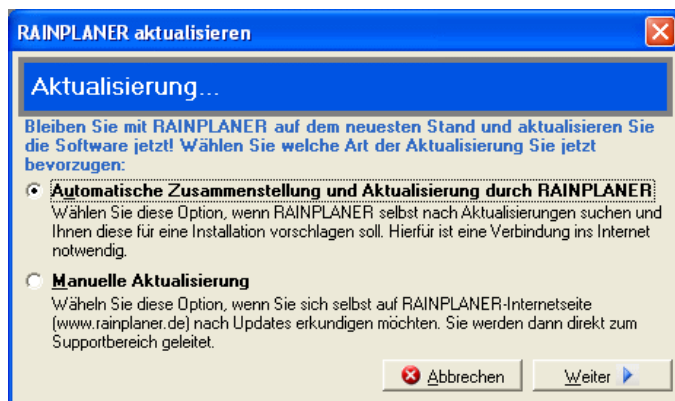 RAINPLANER aktualisieren
Aktualisierung...
Bleiben Sie mit RAINPLANER auf dem neuesten Stand und aktualisieren Sie
die Software jetzt! Wählen Sie welche Art der Aktualisierung Sie jetzt
bevorzugen:
Automatische Zusammenstellung und Aktualisierung durch RAINPLANER
Wählen Sie diese Option, wenn RAINPLANER selbst nach Aktualisierungen suchen und
Ihnen diese für eine Installation vorschlagen soll. Hierfür ist eine Verbindung ins Internet
notwendig.
Manuelle Aktualisierung
Wäheln Sie diese Option, wenn Sie sich selbst auf RAINPLANER-Internetseite
(www.rainplaner.de) nach Updates erkundigen möchten. Sie werden dann direkt zum
Supportbereich geleitet.
Abbrechen
Weiter